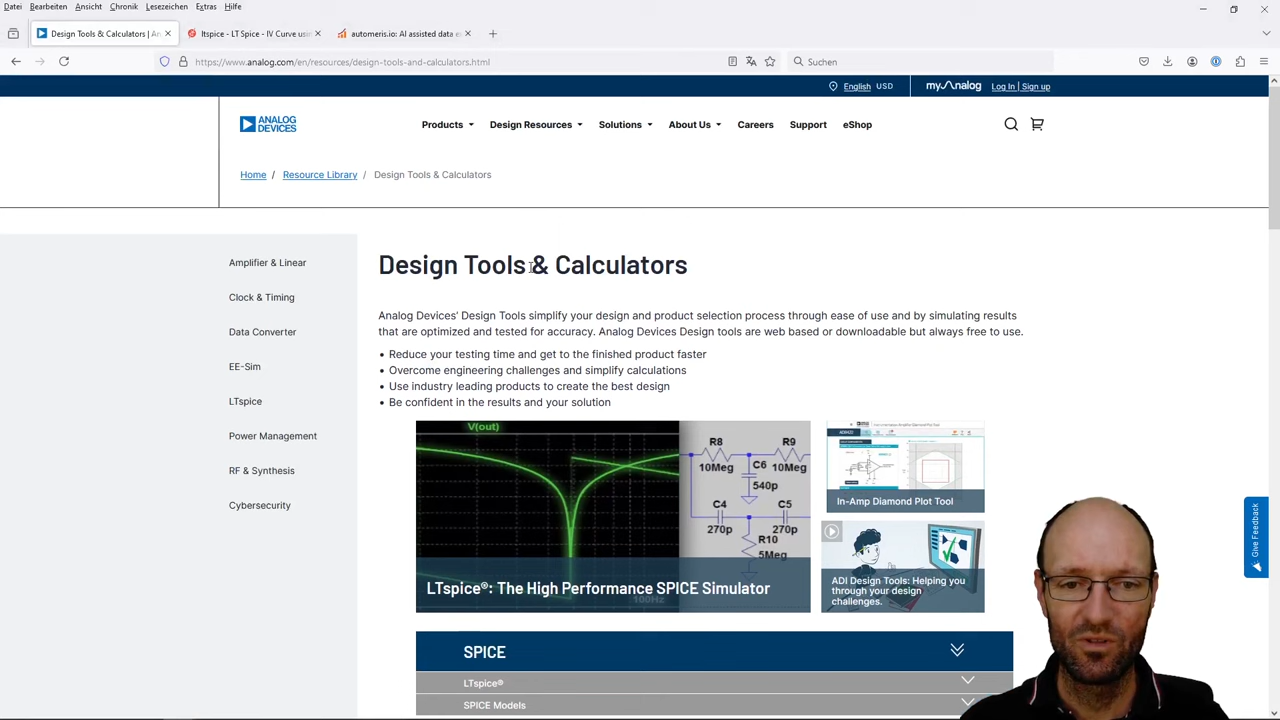 Datei Bearbeiten Ansicht Chronik Lesezeichen Extras Hilfe
Design Tools & Calculators | An
ltspice - LT Spice - IV Curve usin
automeris.io: AI assisted data e
https://www.analog.com/en/resources/design-tools-and-calculators.html
Suchen
English USD
myAnalog
Log In | Sign up
ANALOG
DEVICES
Products Design Resources Solutions About Us Careers Support eShop
Home / Resource Library / Design Tools & Calculators
Amplifier & Linear
Clock & Timing
Data Converter
EE-Sim
LTspice
Power Management
RF & Synthesis
Cybersecurity
Design Tools & Calculators
Analog Devices’ Design Tools simplify your design and product selection process through ease of use and by simulating results
that are optimized and tested for accuracy. Analog Devices Design tools are web based or downloadable but always free to use.
• Reduce your testing time and get to the finished product faster
• Overcome engineering challenges and simplify calculations
• Use industry leading products to create the best design
• Be confident in the results and your solution
V(out)
R8
R9
10Meg
C6
10Meg
540p
C4
C5
270p
270p
R10
5Meg
100Hz
LTspice®: The High Performance SPICE Simulator
In-Amp Diamond Plot Tool
ADI Design Tools: Helping you
through your design
challenges.
SPICE
LTspice®
SPICE Models
Give Feedback